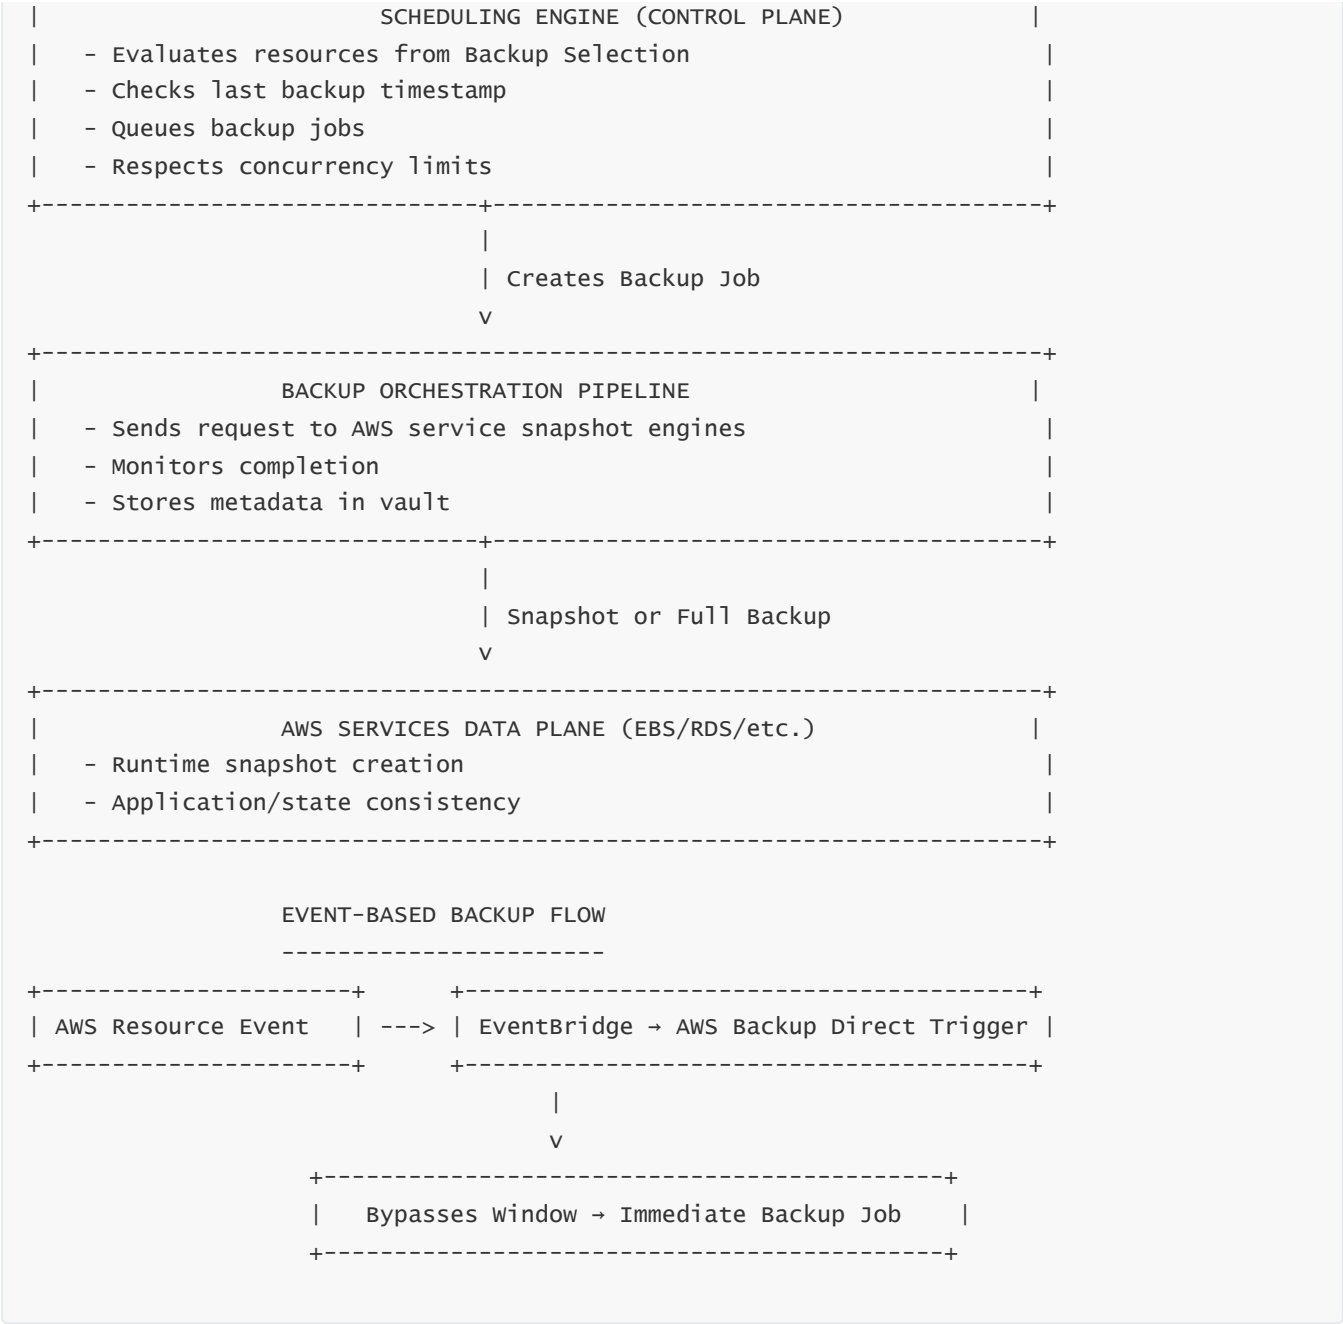 |                        SCHEDULING ENGINE (CONTROL PLANE)             |
|   - Evaluates resources from Backup Selection                         |
|   - Checks last backup timestamp                                      |
|   - Queues backup jobs                                                |
|   - Respects concurrency limits                                       |
+-------------------------------+---------------------------------------+
                                |
                                | Creates Backup Job
                                v
+-----------------------------------------------------------------------+
|                 BACKUP ORCHESTRATION PIPELINE                        |
|   - Sends request to AWS service snapshot engines                     |
|   - Monitors completion                                               |
|   - Stores metadata in vault                                          |
+-------------------------------+---------------------------------------+
                                |
                                | Snapshot or Full Backup
                                v
+-----------------------------------------------------------------------+
|                 AWS SERVICES DATA PLANE (EBS/RDS/etc.)               |
|   - Runtime snapshot creation                                         |
|   - Application/state consistency                                     |
+-----------------------------------------------------------------------+
                  EVENT-BASED BACKUP FLOW
                  -----------------------
+----------------------+      +----------------------------------------+
| AWS Resource Event   | ---> | EventBridge → AWS Backup Direct Trigger |
+----------------------+      +----------------------------------------+
                                     |
                                     v
                    +--------------------------------------------+
                    |   Bypasses Window → Immediate Backup Job    |
                    +--------------------------------------------+